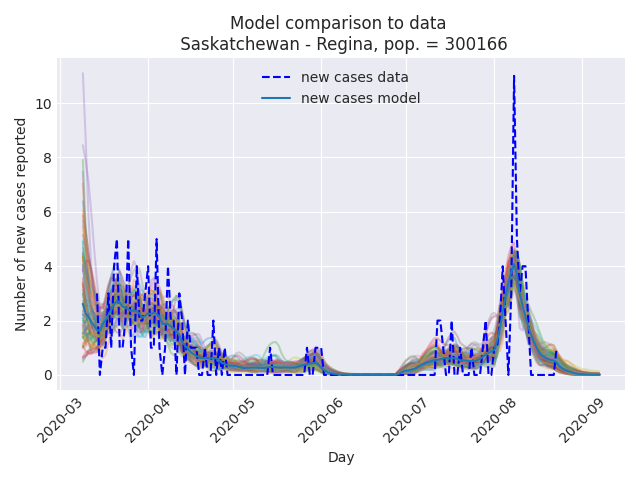 Model comparison to data
Saskatchewan - Regina, pop. = 300166
new cases data
new cases model
Number of new cases reported
10
8
6
4
2
0
2020-03
2020-04
2020-05
2020-06
2020-07
2020-08
2020-09
Day